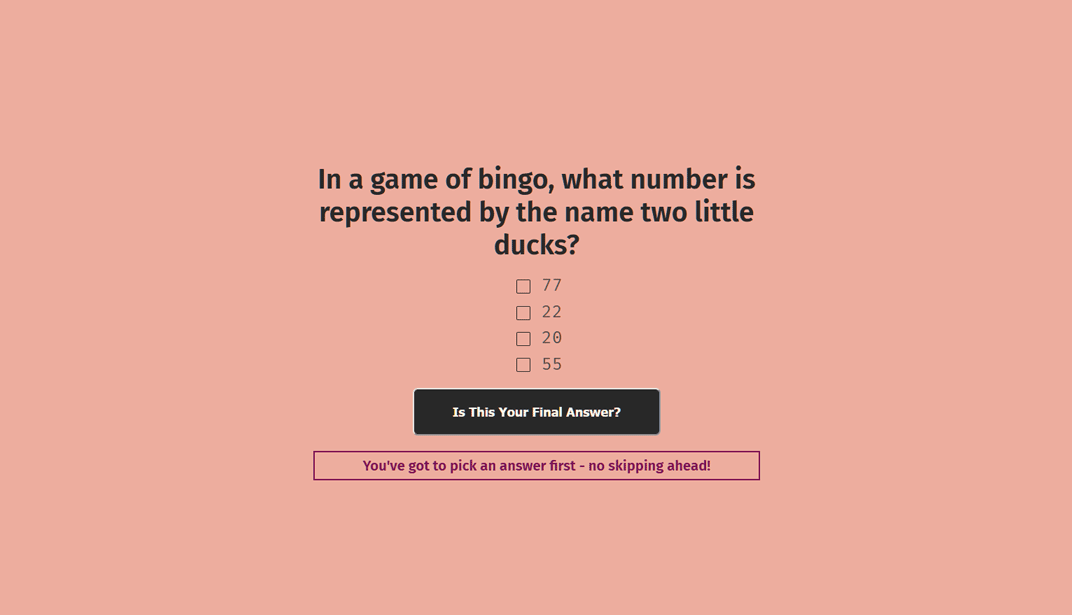 In a game of bingo, what number is
represented by the name two little
ducks?
77
22
20
55
Is This Your Final Answer?
You've got to pick an answer first - no skipping ahead!